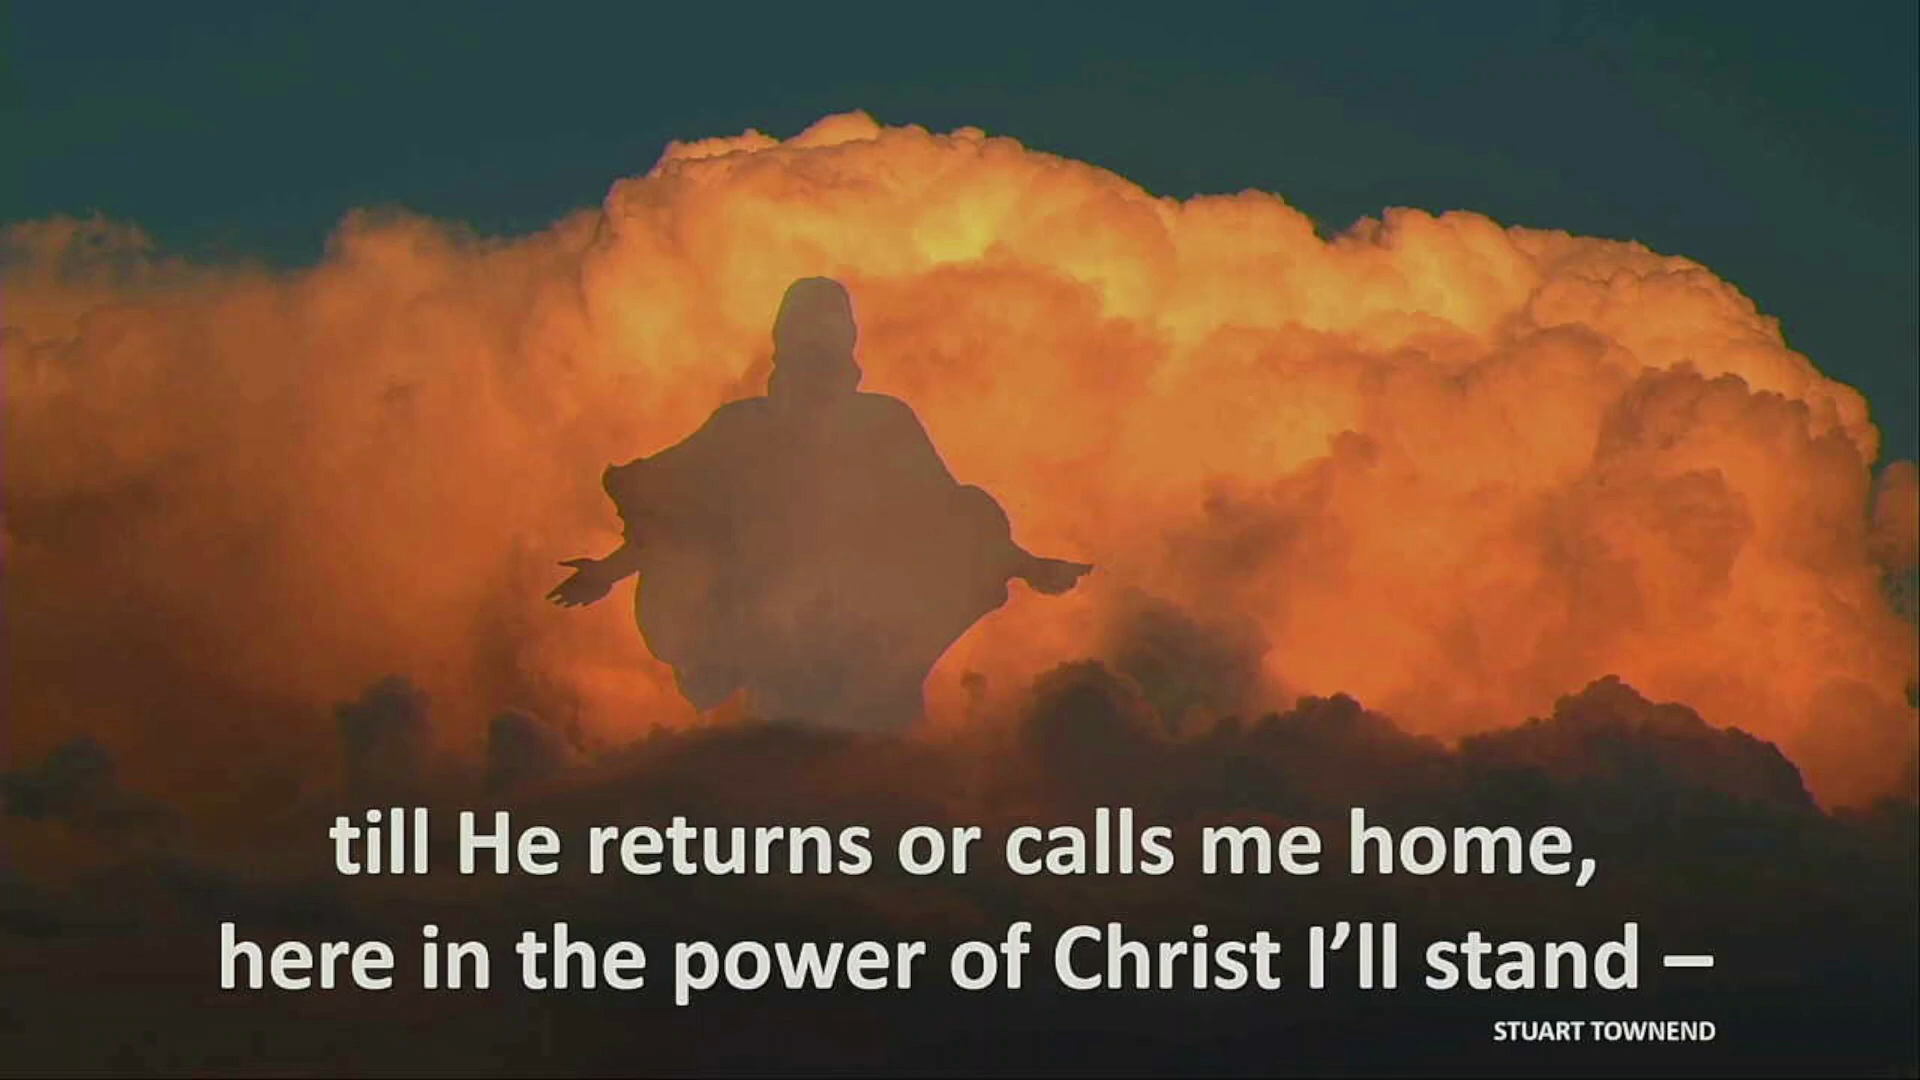 till He returns or calls me home,
here in the power of Christ I’ll stand –
STUART TOWNEND